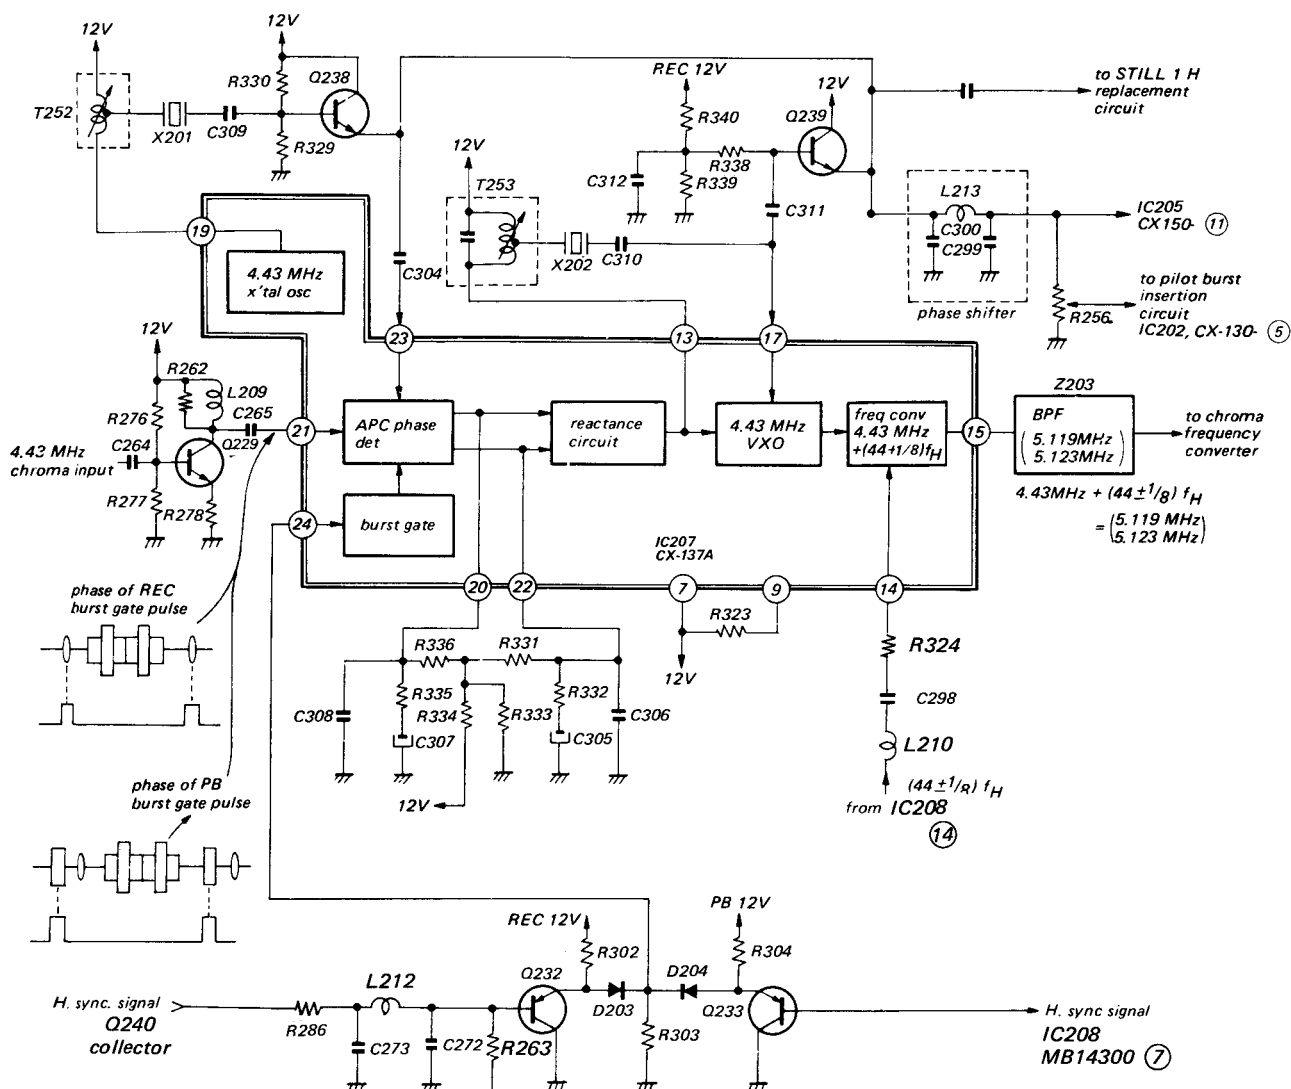 12V
T252
X201
C309
12V
R330
Q238
R329
REC 12V
R340
12V
Q239
R338
R339
C312
C311
to STILL 1 H
replacement
circuit
12V
T253
X202
C310
C304
L213
C300
C299
phase shifter
IC205
CX150- 11
to pilot burst
insertion
circuit
IC202, CX-130- 5
R256
19
4.43 MHz
x'tal osc
23
13
17
12V
R262
L209
R276
C265
C264
Q229
4.43 MHz
chroma input
R277
R278
21
APC phase
det
reactance
circuit
4.43 MHz
VXO
freq conv
4.43 MHz
+(44+1/8)fH
15
Z203
BPF
(5.119MHz
5.123MHz)
to chroma
frequency
converter
4.43MHz + (44±1/8) fH
= (5.119 MHz
5.123 MHz)
24
burst gate
IC207
CX-137A
20
22
7
9
14
phase of REC
burst gate pulse
R336
R331
R323
12V
R324
C308
R335
R334
R333
R332
C306
C307
C305
C298
12V
L210
(44±1/8) fH
from IC208
14
phase of PB
burst gate pulse
REC 12V
R302
PB 12V
R304
Q232
D203
D204
Q233
H. sync. signal
Q240
collector
R286
L212
C273
C272
R263
R303
H. sync signal
IC208
MB14300 7